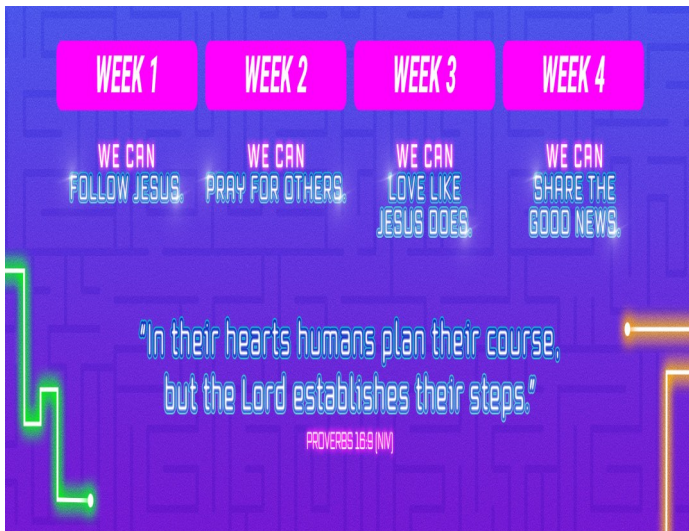 WEEK 1
WE CAN
FOLLOW JESUS.
WEEK 2
WE CAN
PRAY FOR OTHERS.
WEEK 3
WE CAN
LOVE LIKE
JESUS DOES.
WEEK 4
WE CAN
SHARE THE
GOOD NEWS.
"In their hearts humans plan their course,
but the Lord establishes their steps."
PROVERBS 16:9 (NIV)